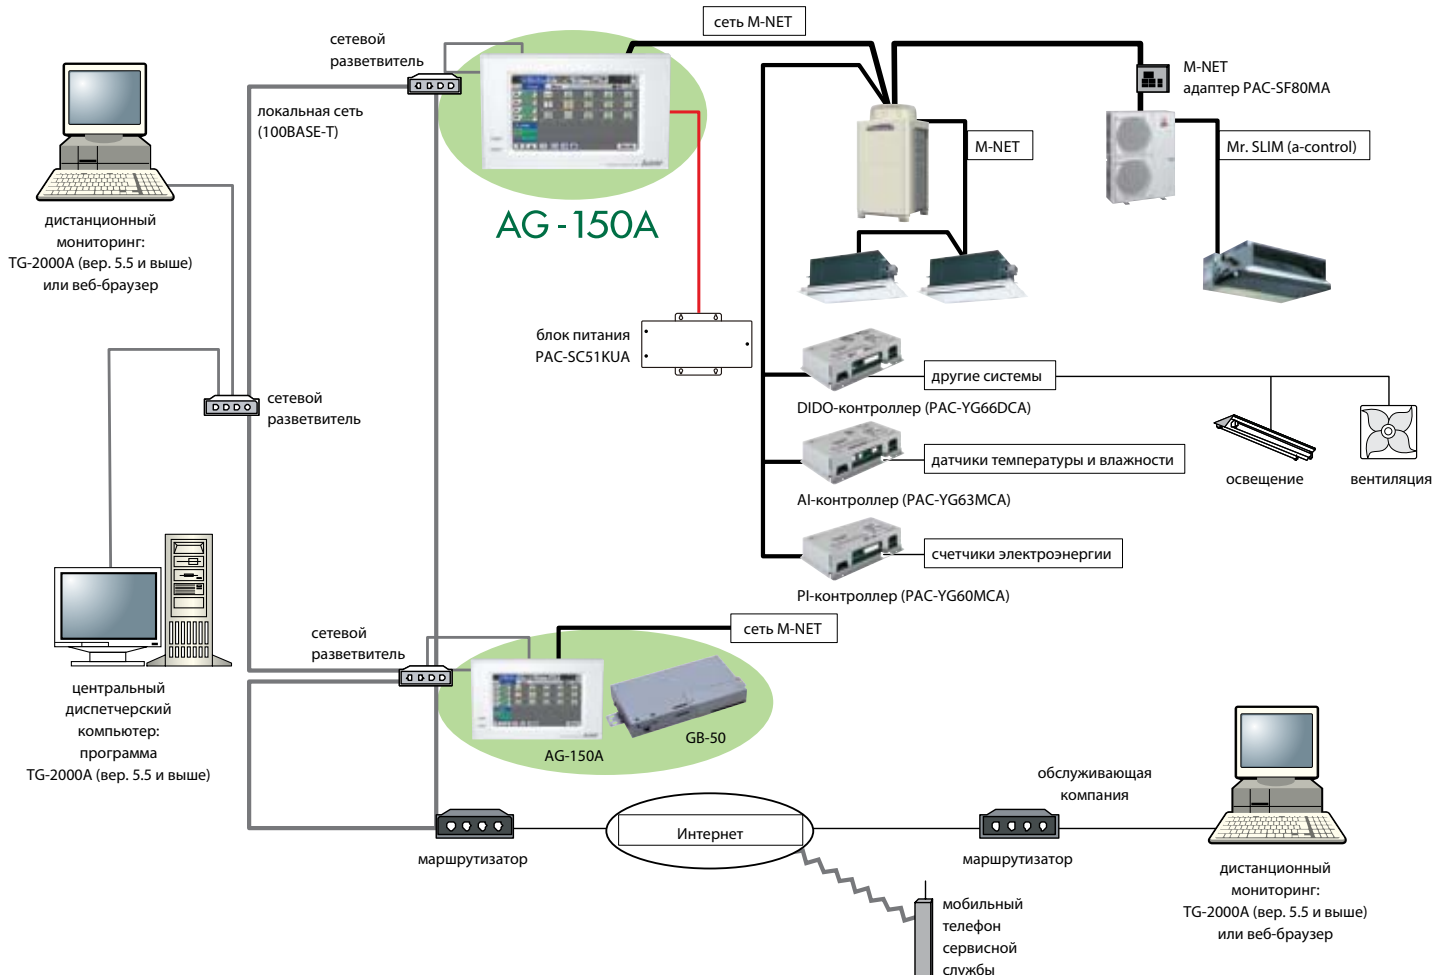 сеть M-NET
сетевой
разветвитель
локальная сеть
(100BASE-T)
M-NET
адаптер PAC-SF80MA
M-NET
Mr. SLIM (a-control)
AG-150A
дистанционный
мониторинг:
TG-2000A (вер. 5.5 и выше)
или веб-браузер
блок питания
PAC-SC51KUA
другие системы
DIDO-контроллер (PAC-YG66DCA)
сетевой
разветвитель
датчики температуры и влажности
AI-контроллер (PAC-YG63MCA)
освещение
вентиляция
счетчики электроэнергии
PI-контроллер (PAC-YG60MCA)
сеть M-NET
сетевой
разветвитель
центральный
диспетчерский
компьютер:
программа
TG-2000A (вер. 5.5 и выше)
AG-150A
GB-50
обслуживающая
компания
Интернет
маршрутизатор
маршрутизатор
дистанционный
мониторинг:
TG-2000A (вер. 5.5 и выше)
или веб-браузер
мобильный
телефон
сервисной
службы